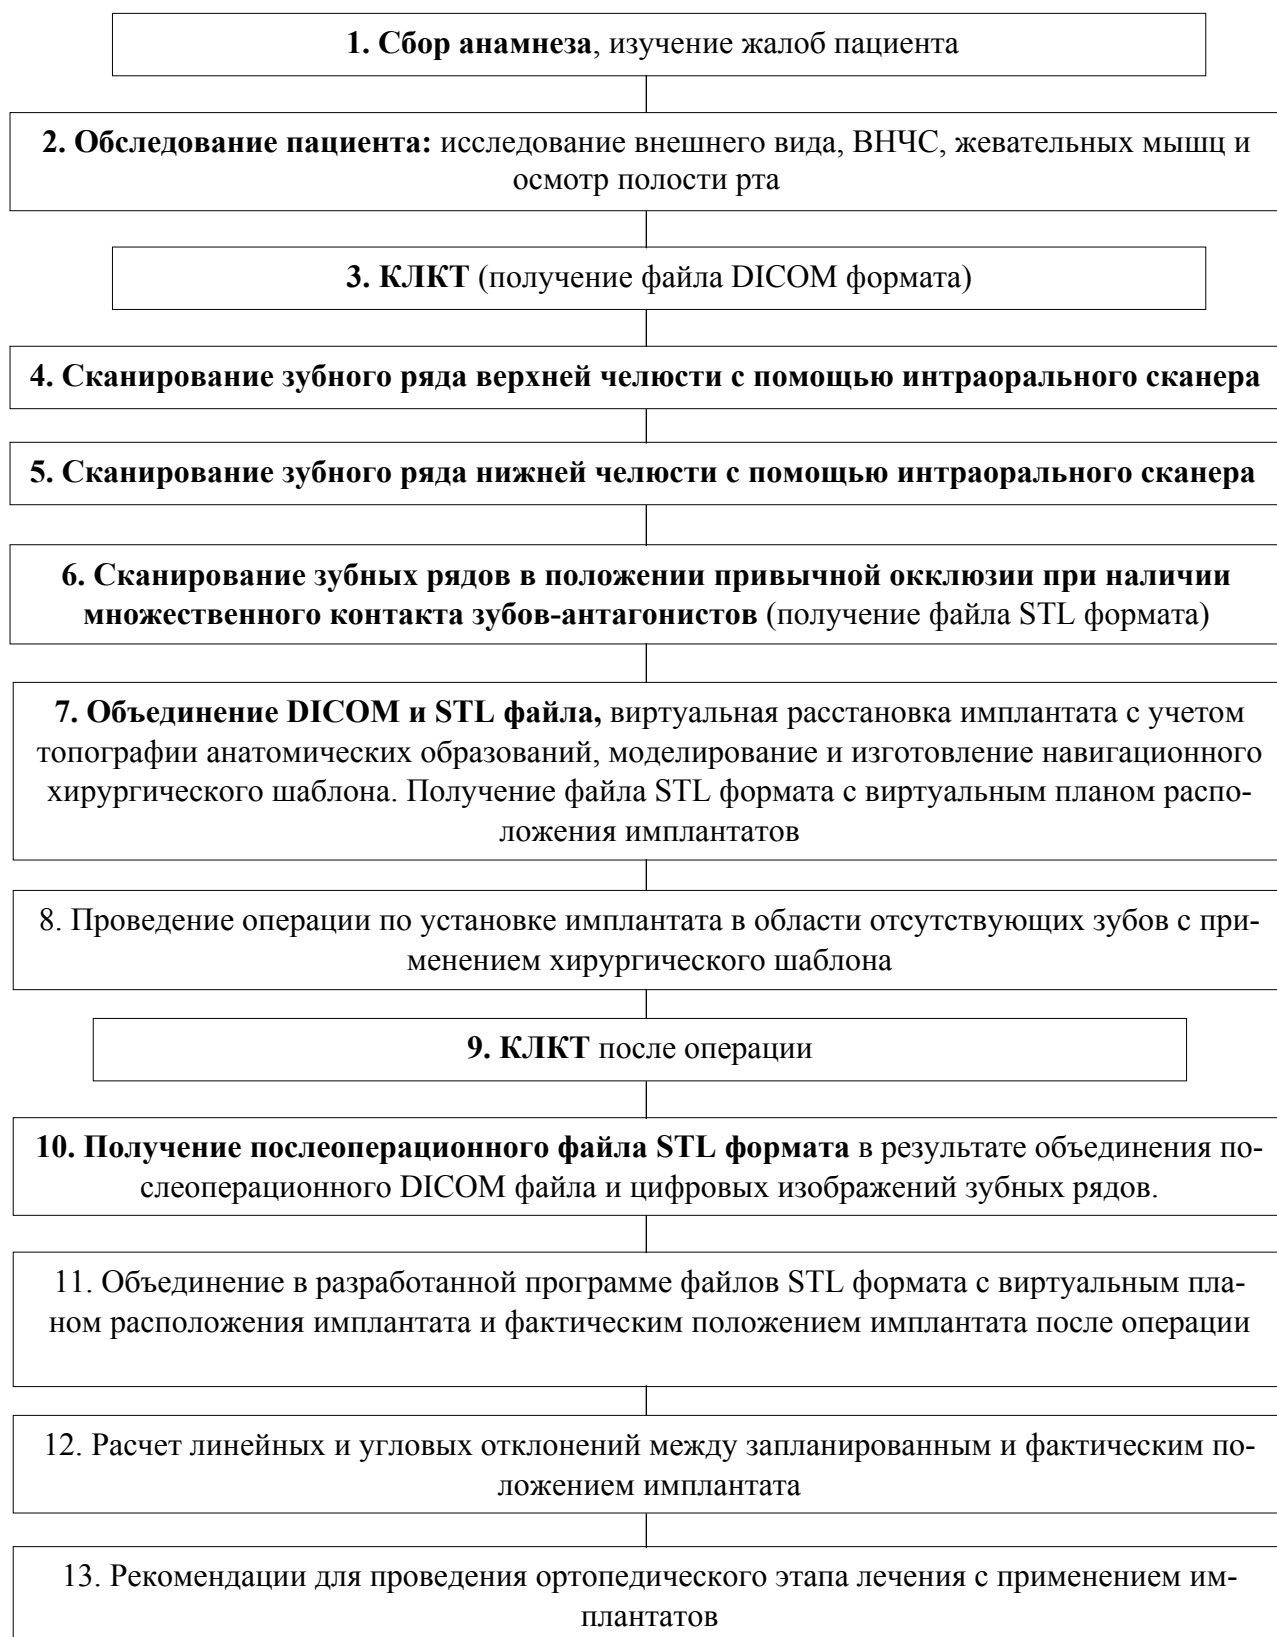 1. Сбор анамнеза, изучение жалоб пациента
2. Обследование пациента: исследование внешнего вида, ВНЧС, жевательных мышц и
осмотр полости рта
3. КЛКТ (получение файла DICOM формата)
4. Сканирование зубного ряда верхней челюсти с помощью интраорального сканера
5. Сканирование зубного ряда нижней челюсти с помощью интраорального сканера
6. Сканирование зубных рядов в положении привычной окклюзии при наличии
множественного контакта зубов-антагонистов (получение файла STL формата)
7. Объединение DICOM и STL файла, виртуальная расстановка имплантата с учетом
топографии анатомических образований, моделирование и изготовление навигационного
хирургического шаблона. Получение файла STL формата с виртуальным планом распо-
ложения имплантатов
8. Проведение операции по установке имплантата в области отсутствующих зубов с при-
менением хирургического шаблона
9. КЛКТ после операции
10. Получение послеоперационного файла STL формата в результате объединения по-
слеоперационного DICOM файла и цифровых изображений зубных рядов.
11. Объединение в разработанной программе файлов STL формата с виртуальным пла-
ном расположения имплантата и фактическим положением имплантата после операции
12. Расчет линейных и угловых отклонений между запланированным и фактическим по-
ложением имплантата
13. Рекомендации для проведения ортопедического этапа лечения с применением им-
плантатов